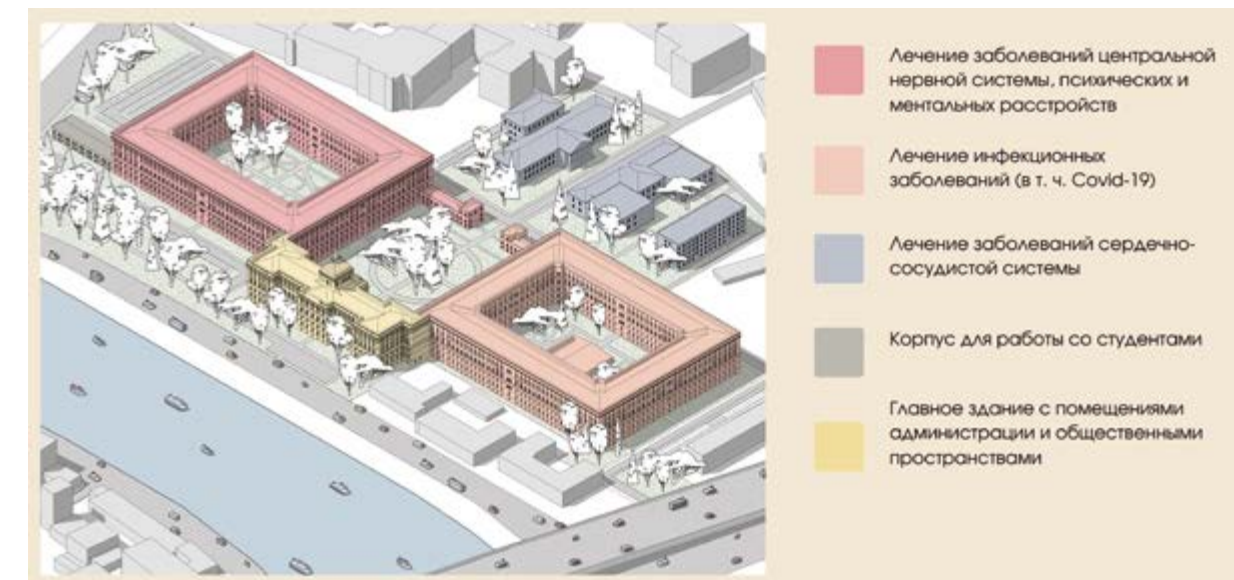 Лечение заболеваний центральной
нервной системы, психических и
ментальных расстройств
Лечение инфекционных
заболеваний (в т. ч. Covid-19)
Лечение заболеваний сердечно-
сосудистой системы
Корпус для работы со студентами
Главное здание с помещениями
администрации и общественными
пространствами